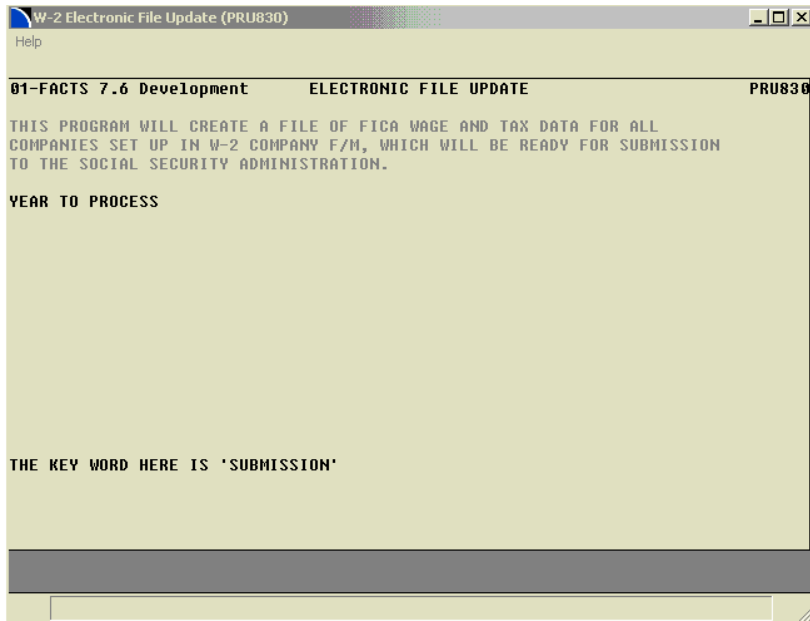 W-2 Electronic File Update (PRU830)
Help
01-FACTS 7.6 Development ELECTRONIC FILE UPDATE PRU830
THIS PROGRAM WILL CREATE A FILE OF FICA WAGE AND TAX DATA FOR ALL
COMPANIES SET UP IN W-2 COMPANY F/M, WHICH WILL BE READY FOR SUBMISSION
TO THE SOCIAL SECURITY ADMINISTRATION.
YEAR TO PROCESS
THE KEY WORD HERE IS 'SUBMISSION'